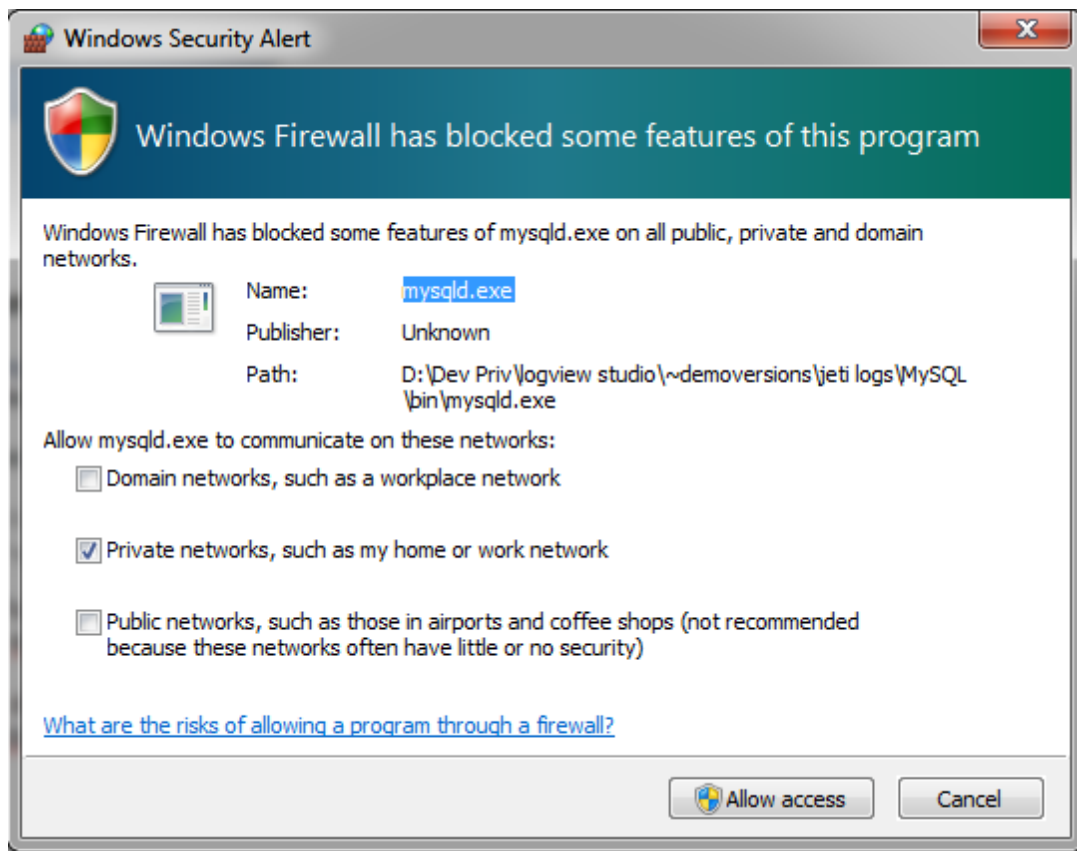 Windows Security Alert
Windows Firewall has blocked some features of this program
Windows Firewall has blocked some features of mysqld.exe on all public, private and domain
networks.
Name: mysqld.exe
Publisher: Unknown
Path: D:\Dev Priv\logview studio\~demoversions\jeti logs\MySQL
\bin\mysqld.exe
Allow mysqld.exe to communicate on these networks:
Domain networks, such as a workplace network
Private networks, such as my home or work network
Public networks, such as those in airports and coffee shops (not recommended
because these networks often have little or no security)
What are the risks of allowing a program through a firewall?
Allow access Cancel